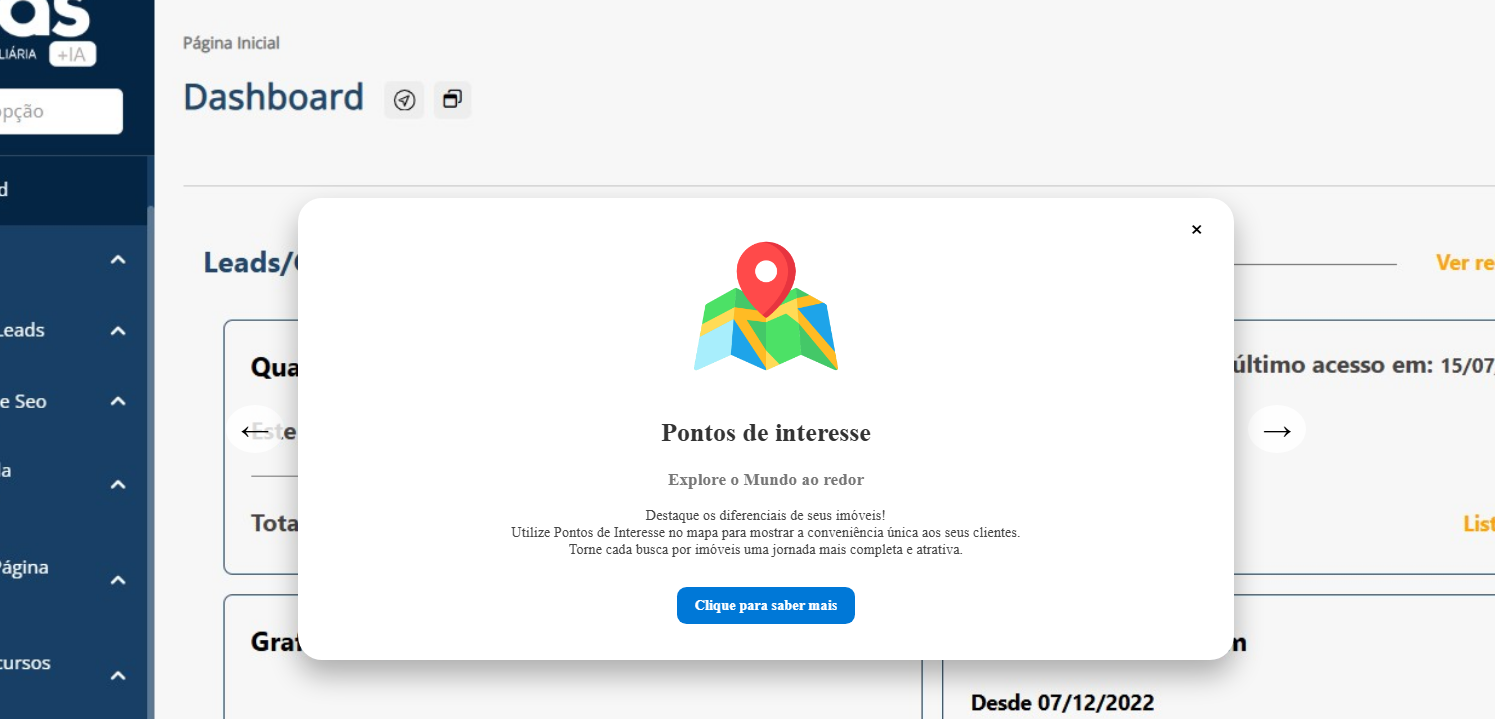 as
LIÁRIA +IA
opção
d
Leads
e Seo
la
Página
cursos
Página Inicial
Dashboard
Leads/
Ver re
Qua
último acesso em: 15/07
Este
Tota
List
Graf
m
Desde 07/12/2022
×
Pontos de interesse
Explore o Mundo ao redor
Destaque os diferenciais de seus imóveis!
Utilize Pontos de Interesse no mapa para mostrar a conveniência única aos seus clientes.
Torne cada busca por imóveis uma jornada mais completa e atrativa.
Clique para saber mais